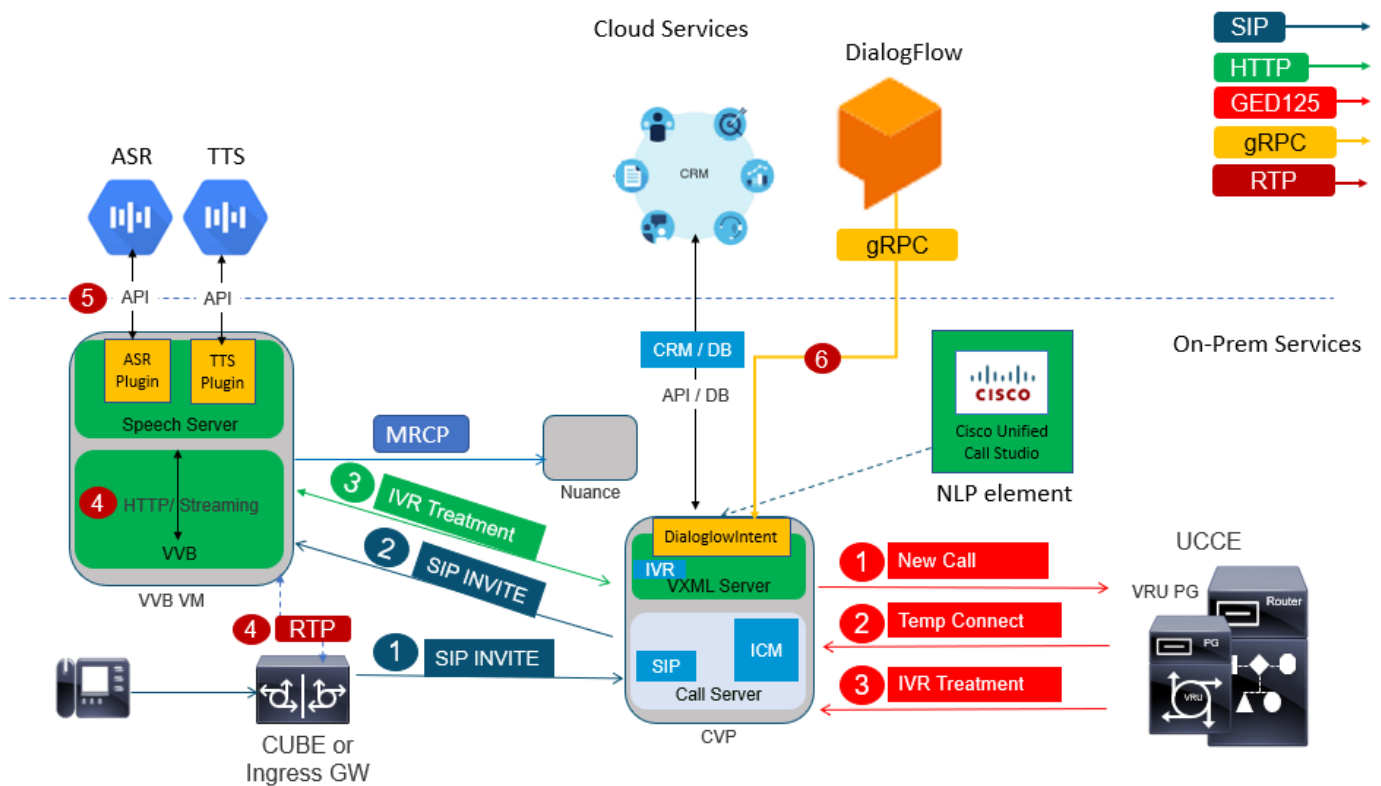 Cloud Services
DialogFlow
SIP
HTTP
GED125
gRPC
RTP
ASR
TTS
CRM
gRPC
5
API
API
On-Prem Services
ASR
Plugin
TTS
Plugin
Speech Server
CRM / DB
6
API / DB
CISCO
Cisco Unified
Call Studio
NLP element
MRCP
Nuance
4
HTTP/ Streaming
VVB
VVB VM
3
IVR Treatment
2
SIP INVITE
DialoglowIntent
IVR
VXML Server
SIP
ICM
Call Server
CVP
1
New Call
2
Temp Connect
3
IVR Treatment
UCCE
VRU PG
Router
PG
VRU
4
RTP
1
SIP INVITE
CUBE or
Ingress GW